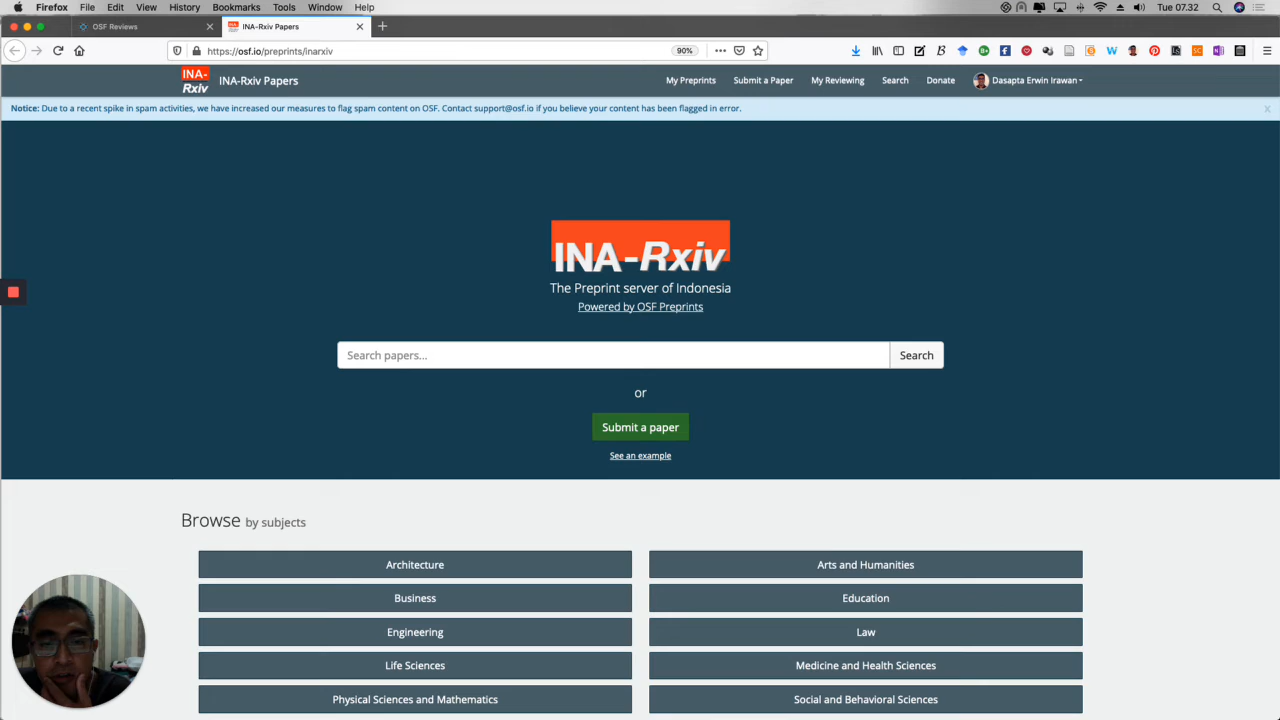 Firefox File Edit View History Bookmarks Tools Window Help Tue 07.32
OSF Reviews
INA-Rxiv Papers
https://osf.io/preprints/inarxiv
90%
INA-Rxiv
INA-Rxiv Papers
My Preprints
Submit a Paper
My Reviewing
Search
Donate
Dasapta Erwin Irawan
Notice: Due to a recent spike in spam activities, we have increased our measures to flag spam content on OSF. Contact support@osf.io if you believe your content has been flagged in error.
x
INA-Rxiv
The Preprint server of Indonesia
Powered by OSF Preprints
Search papers...
Search
or
Submit a paper
See an example
Browse by subjects
Architecture
Arts and Humanities
Business
Education
Engineering
Law
Life Sciences
Medicine and Health Sciences
Physical Sciences and Mathematics
Social and Behavioral Sciences